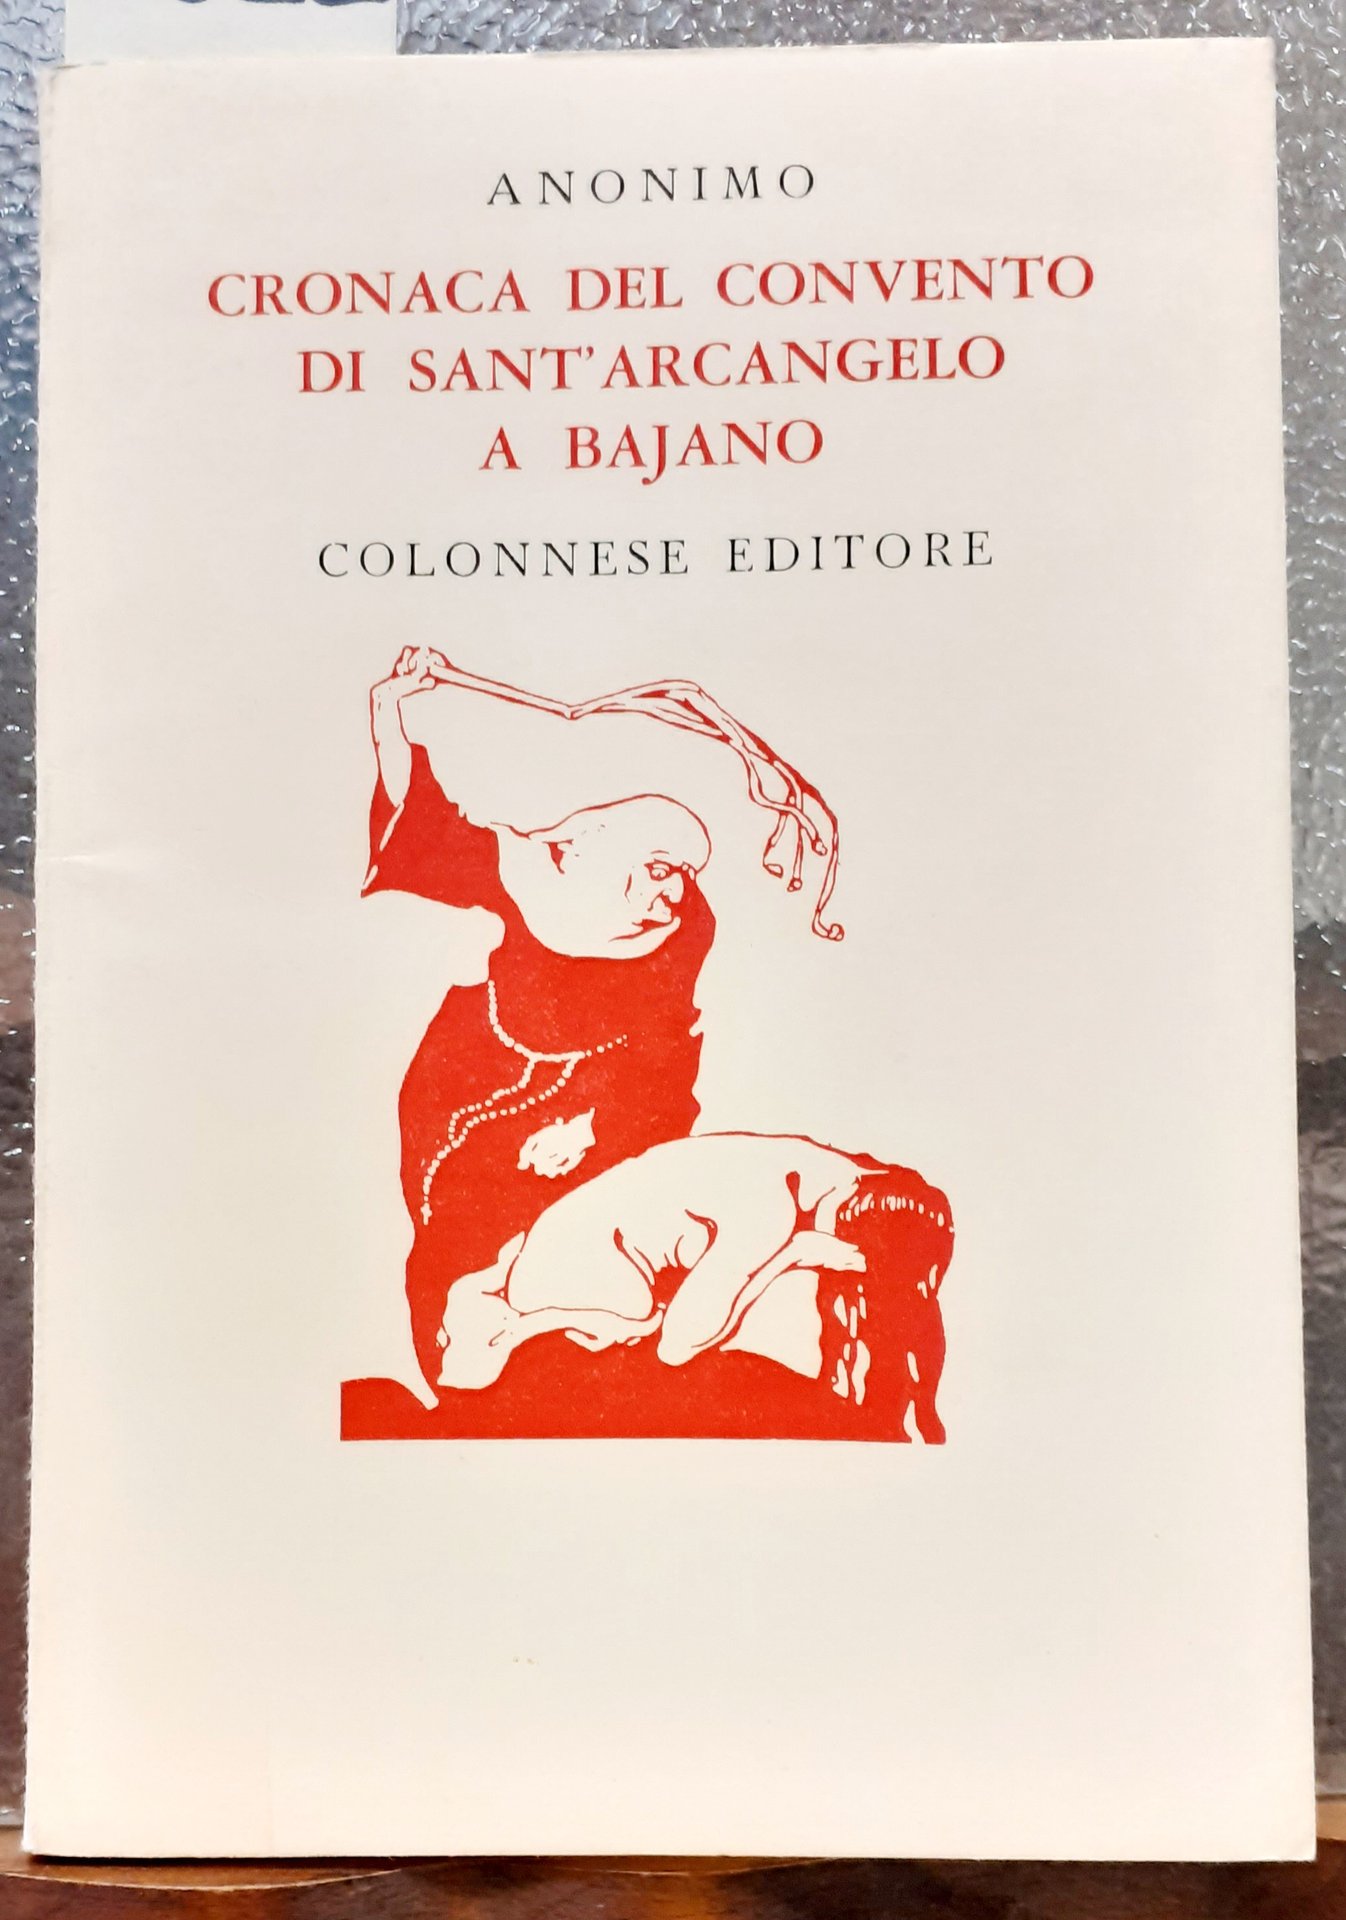 ANONIMO
CRONACA DEL CONVENTO
DI SANT'ARCANGELO
A BAJANO
COLONNESE EDITORE